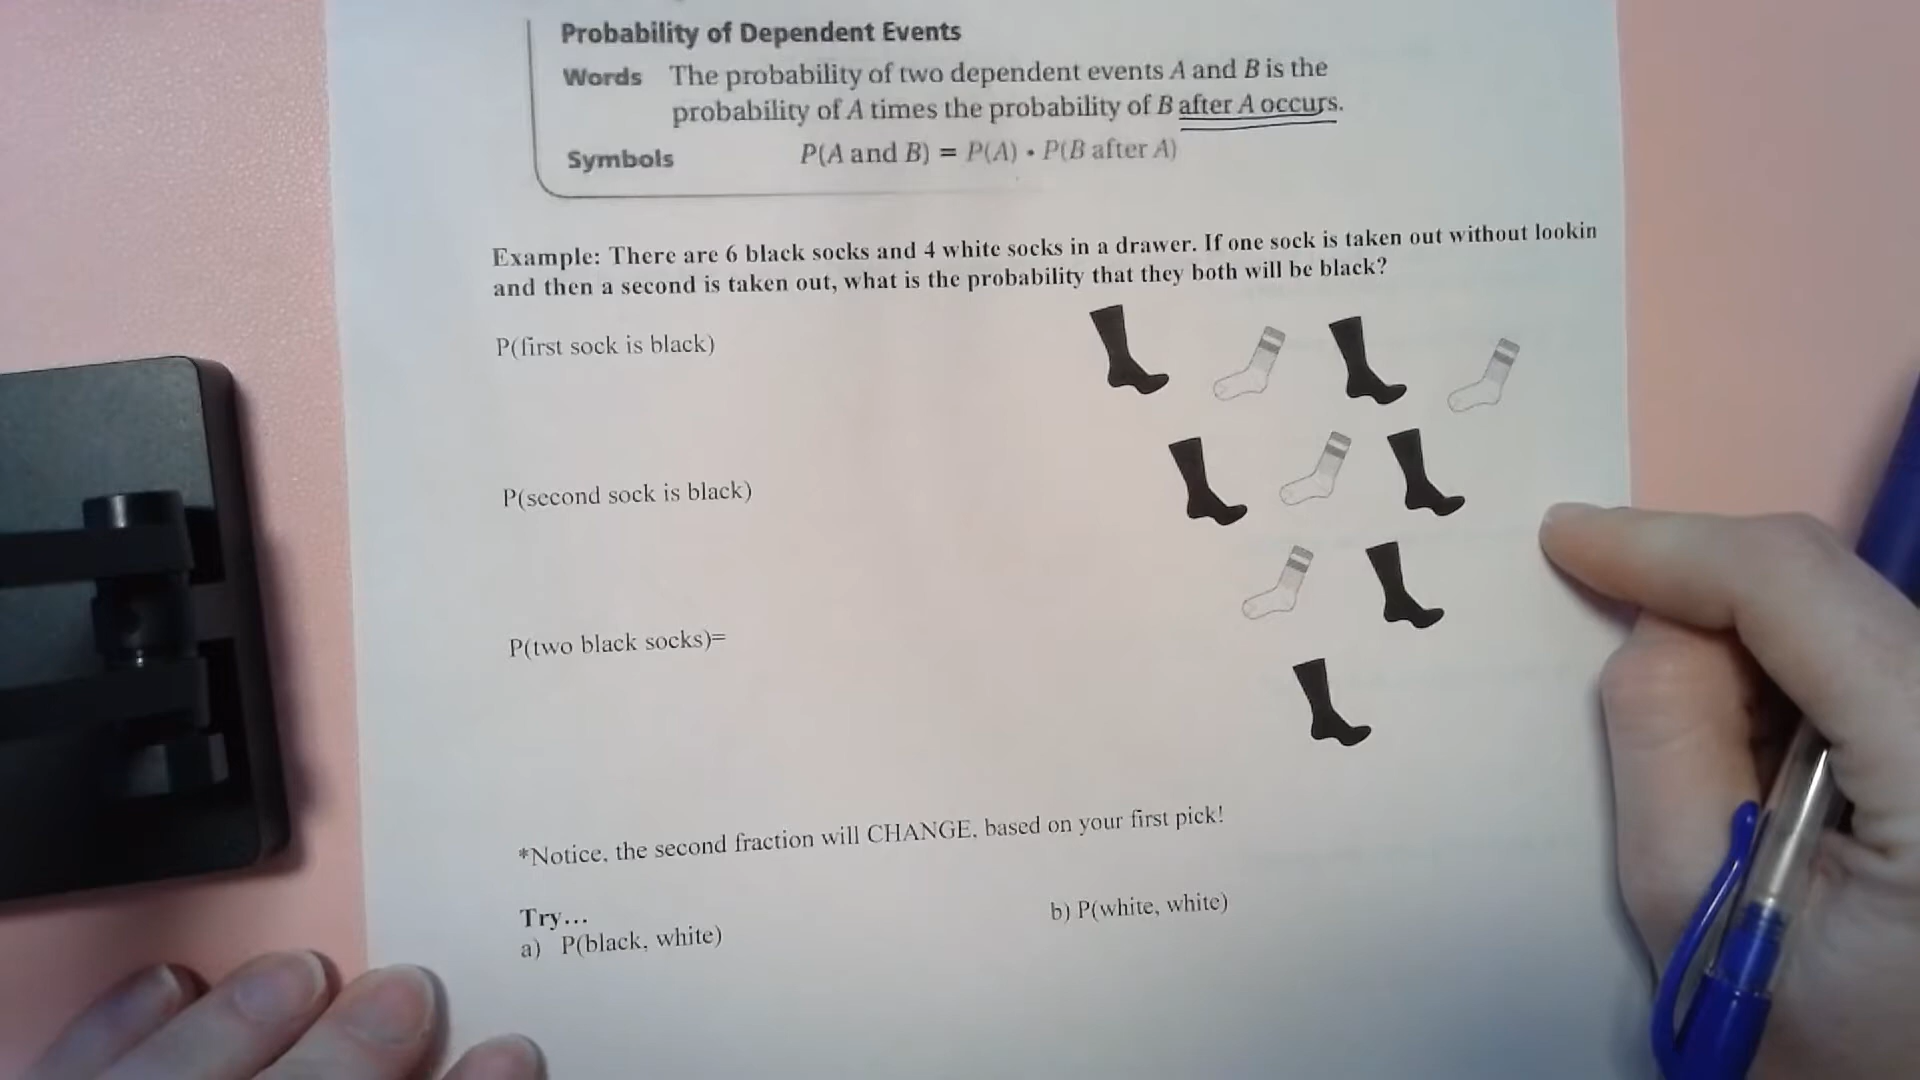 Probability of Dependent Events
Words The probability of two dependent events A and B is the
probability of A times the probability of B after A occurs.
Symbols P(A and B) = P(A) • P(B after A)
Example: There are 6 black socks and 4 white socks in a drawer. If one sock is taken out without lookin
and then a second is taken out, what is the probability that they both will be black?
P(first sock is black)
P(second sock is black)
P(two black socks)=
*Notice, the second fraction will CHANGE, based on your first pick!
Try...
a) P(black, white)
b) P(white, white)